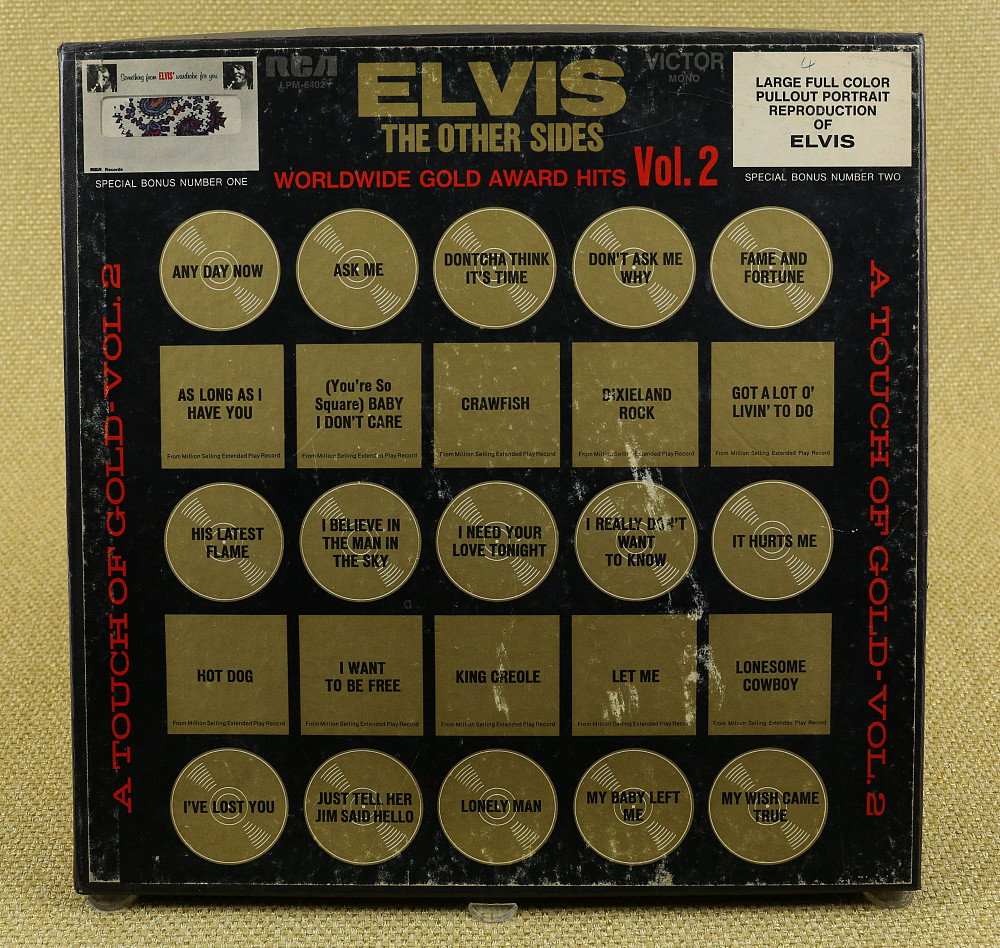 Something from ELVIS' wardrobe for you.
RCA Records
SPECIAL BONUS NUMBER ONE
RCA
LPM-6402
ELVIS
THE OTHER SIDES
WORLDWIDE GOLD AWARD HITS Vol. 2
VICTOR
MONO
4
LARGE FULL COLOR
PULLOUT PORTRAIT
REPRODUCTION
OF
ELVIS
SPECIAL BONUS NUMBER TWO
A TOUCH OF GOLD-VOL. 2
A TOUCH OF GOLD-VOL. 2
ANY DAY NOW
ASK ME
DONTCHA THINK
IT'S TIME
DON'T ASK ME
WHY
FAME AND
FORTUNE
AS LONG AS I
HAVE YOU
From Million Selling Extended Play Record
(You're So
Square) BABY
I DON'T CARE
From Million Selling Extended Play Record
CRAWFISH
From Million Selling Extended Play Record
DIXIELAND
ROCK
From Million Selling Extended Play Record
GOT A LOT O'
LIVIN' TO DO
From Million Selling Extended Play Record
HIS LATEST
FLAME
I BELIEVE IN
THE MAN IN
THE SKY
I NEED YOUR
LOVE TONIGHT
I REALLY DON'T
WANT
TO KNOW
IT HURTS ME
HOT DOG
From Million Selling Extended Play Record
I WANT
TO BE FREE
From Million Selling Extended Play Record
KING CREOLE
From Million Selling Extended Play Record
LET ME
From Million Selling Extended Play Record
LONESOME
COWBOY
From Million Selling Extended Play Record
I'VE LOST YOU
JUST TELL HER
JIM SAID HELLO
LONELY MAN
MY BABY LEFT
ME
MY WISH CAME
TRUE